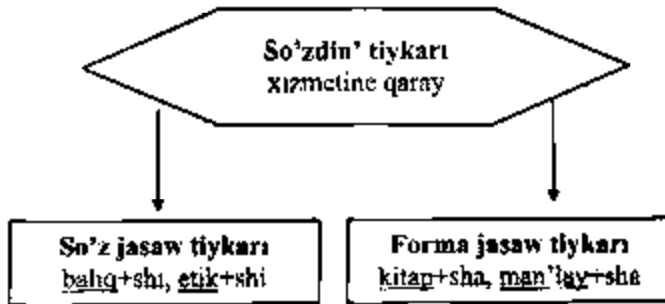 So’zdin’ tiykarı
xızmetine qaray
So’z jasaw tiykarı
balıq+shı, etik+shi
Forma jasaw tiykarı
kitap+sha, man’lay+sha